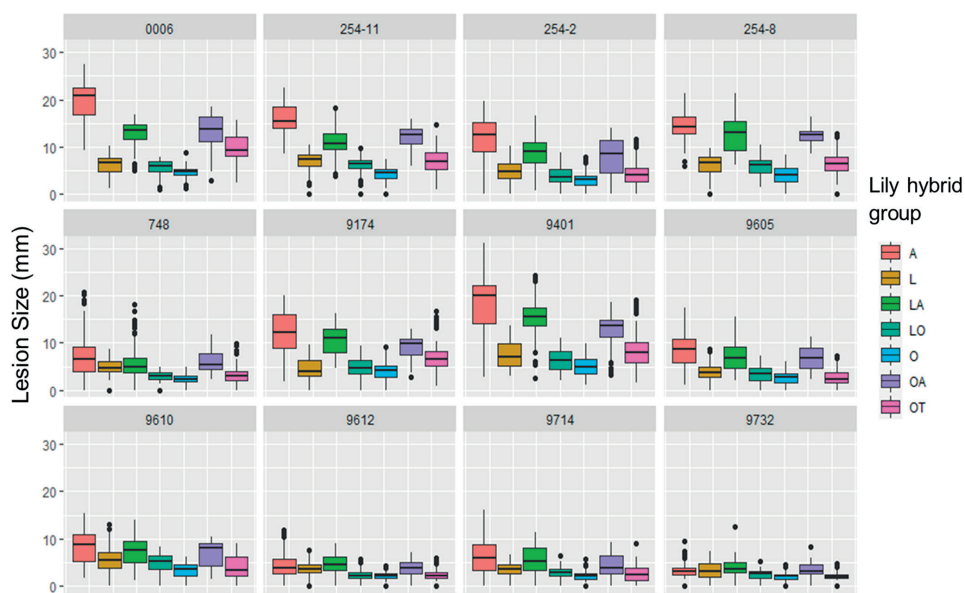 0006 254-11 254-2 254-8
30
20
10
0
748 9174 9401 9605
30
20
10
0
9610 9612 9714 9732
30
20
10
0
Lesion Size (mm)
Lily hybrid
group
A
L
LA
LO
O
OA
OT